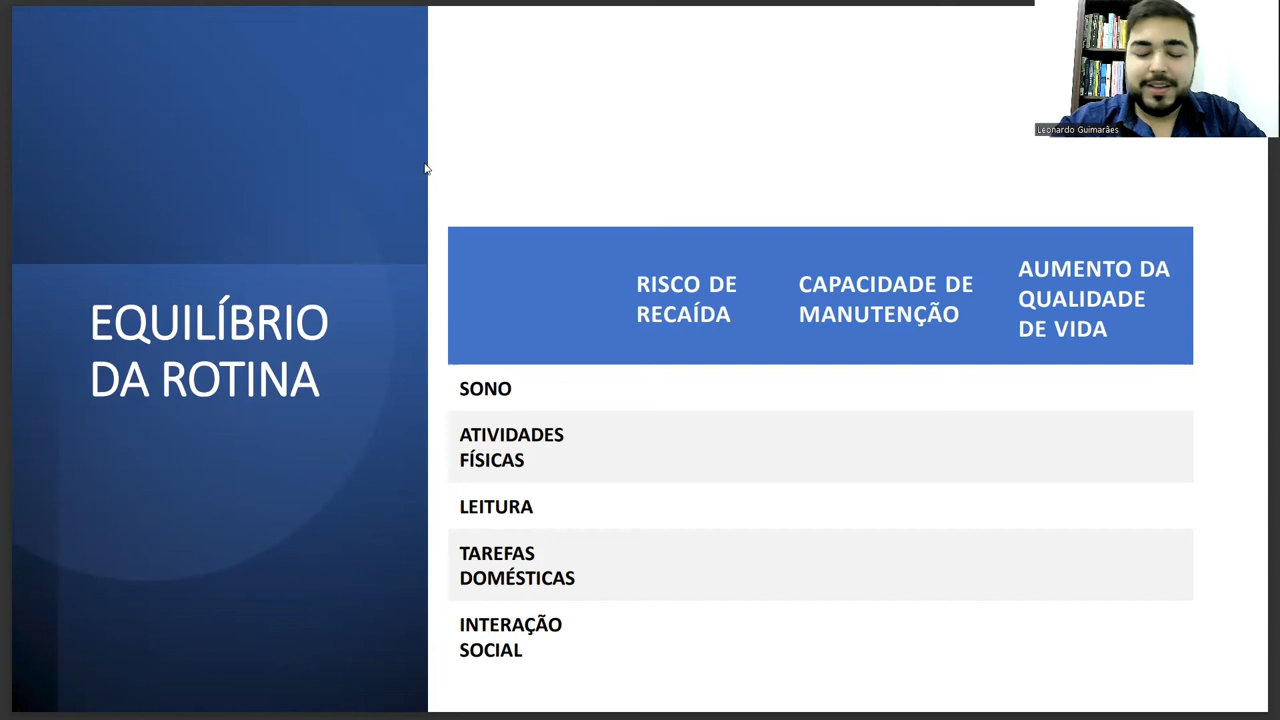 Leonardo Guimarães
EQUILÍBRIO
DA ROTINA
RISCO DE
RECAÍDA
CAPACIDADE DE
MANUTENÇÃO
AUMENTO DA
QUALIDADE
DE VIDA
SONO
ATIVIDADES
FÍSICAS
LEITURA
TAREFAS
DOMÉSTICAS
INTERAÇÃO
SOCIAL